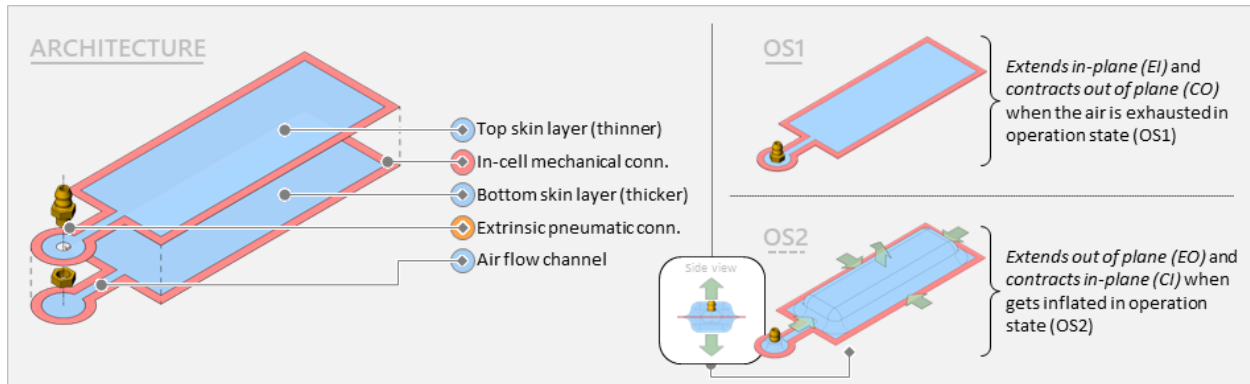 ARCHITECTURE
Top skin layer (thinner)
In-cell mechanical conn.
Bottom skin layer (thicker)
Extrinsic pneumatic conn.
Air flow channel
OS1
Extends in-plane (EI) and
contracts out of plane (CO)
when the air is exhausted in
operation state (OS1)
OS2
Side view
Extends out of plane (EO) and
contracts in-plane (CI) when
gets inflated in operation
state (OS2)